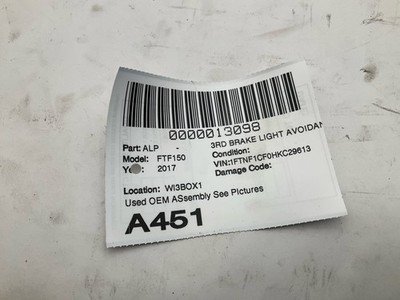 0000013098
Part: ALP - 3RD BRAKE LIGHT AVOIDAN
Model: FTF150 Condition:
2017 VIN:1FTNF1CF0HKC29613
Damage Code:
Location: WI3BOX1
Used OEM ASsembly See Pictures
A451